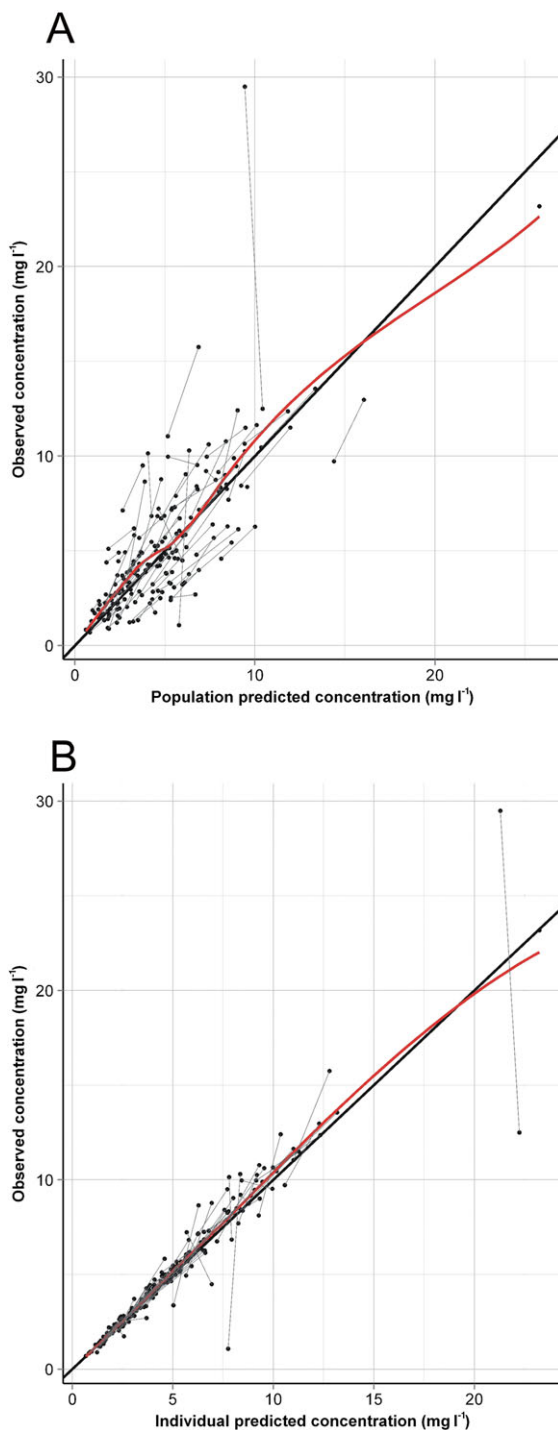 A
30
20
10
0
Observed concentration (mg l⁻¹)
0
10
20
Population predicted concentration (mg l⁻¹)
B
30
20
10
0
Observed concentration (mg l⁻¹)
0
5
10
15
20
Individual predicted concentration (mg l⁻¹)